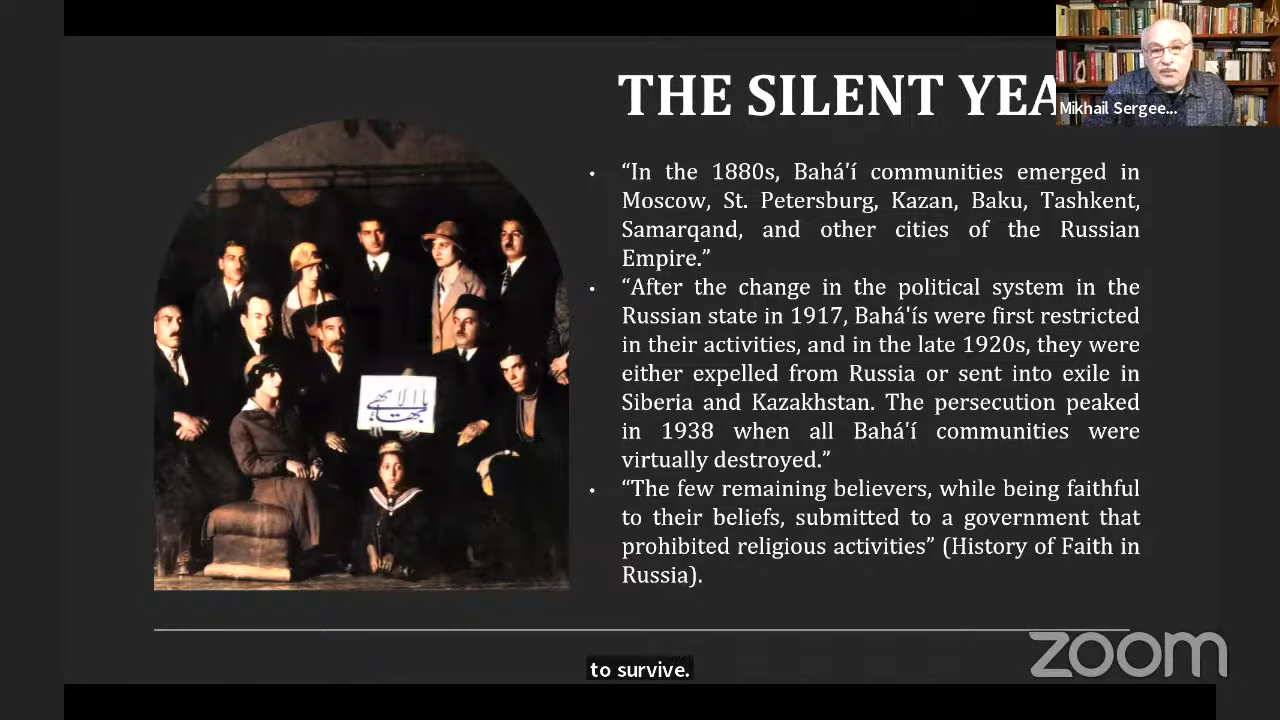 THE SILENT YEA
Mikhail Sergee...
• “In the 1880s, Bahá'í communities emerged in
Moscow, St. Petersburg, Kazan, Baku, Tashkent,
Samarqand, and other cities of the Russian
Empire.”
• “After the change in the political system in the
Russian state in 1917, Bahá'ís were first restricted
in their activities, and in the late 1920s, they were
either expelled from Russia or sent into exile in
Siberia and Kazakhstan. The persecution peaked
in 1938 when all Bahá'í communities were
virtually destroyed.”
• “The few remaining believers, while being faithful
to their beliefs, submitted to a government that
prohibited religious activities” (History of Faith in
Russia).
zoom
to survive.